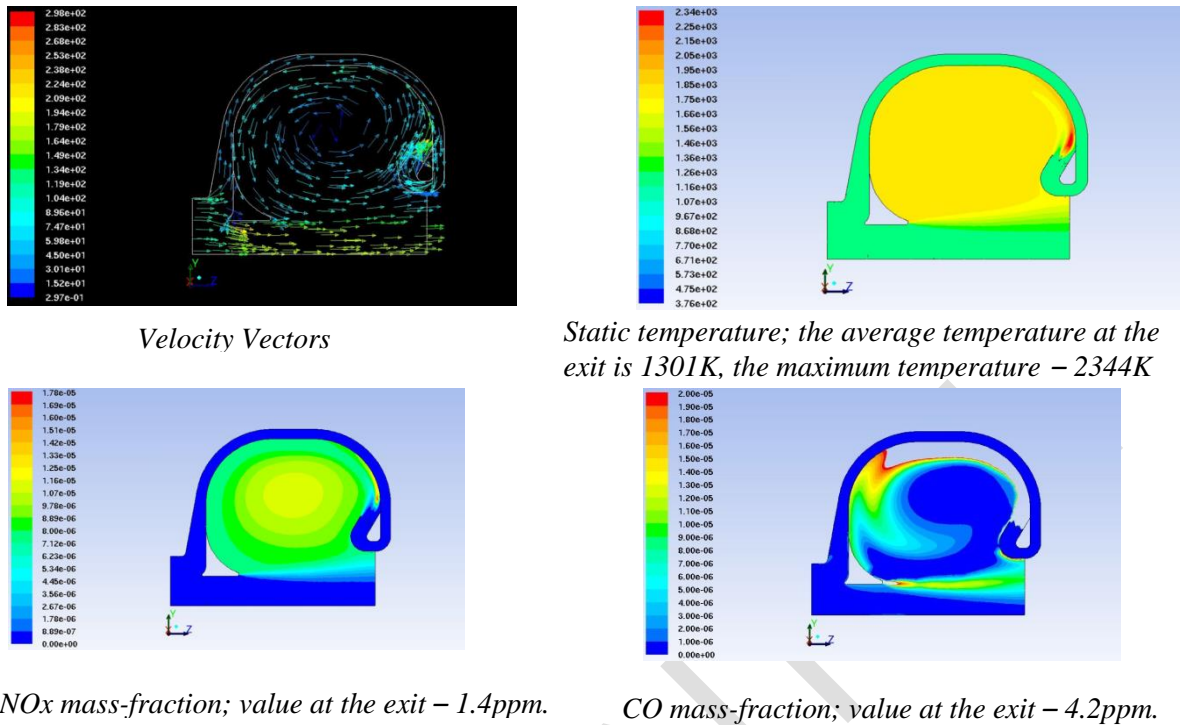 2.98e+02
2.83e+02
2.68e+02
2.53e+02
2.38e+02
2.24e+02
2.09e+02
1.94e+02
1.79e+02
1.64e+02
1.49e+02
1.34e+02
1.19e+02
1.04e+02
8.96e+01
7.47e+01
5.98e+01
4.50e+01
3.01e+01
1.52e+01
2.97e-01
Y
X
Z
Velocity Vectors
2.34e+03
2.25e+03
2.15e+03
2.05e+03
1.95e+03
1.85e+03
1.75e+03
1.66e+03
1.56e+03
1.46e+03
1.36e+03
1.26e+03
1.16e+03
1.07e+03
9.67e+02
8.68e+02
7.70e+02
6.71e+02
5.73e+02
4.75e+02
3.76e+02
Y
X
Z
Static temperature; the average temperature at the
exit is 1301K, the maximum temperature – 2344K
1.78e-05
1.69e-05
1.60e-05
1.51e-05
1.42e-05
1.33e-05
1.25e-05
1.16e-05
1.07e-05
9.78e-06
8.89e-06
8.00e-06
7.12e-06
6.23e-06
5.34e-06
4.45e-06
3.56e-06
2.67e-06
1.78e-06
8.89e-07
0.00e+00
Y
X
Z
NOx mass-fraction; value at the exit – 1.4ppm.
2.00e-05
1.90e-05
1.80e-05
1.70e-05
1.60e-05
1.50e-05
1.40e-05
1.30e-05
1.20e-05
1.10e-05
1.00e-05
9.00e-06
8.00e-06
7.00e-06
6.00e-06
5.00e-06
4.00e-06
3.00e-06
2.00e-06
1.00e-06
0.00e+00
Y
X
Z
CO mass-fraction; value at the exit – 4.2ppm.